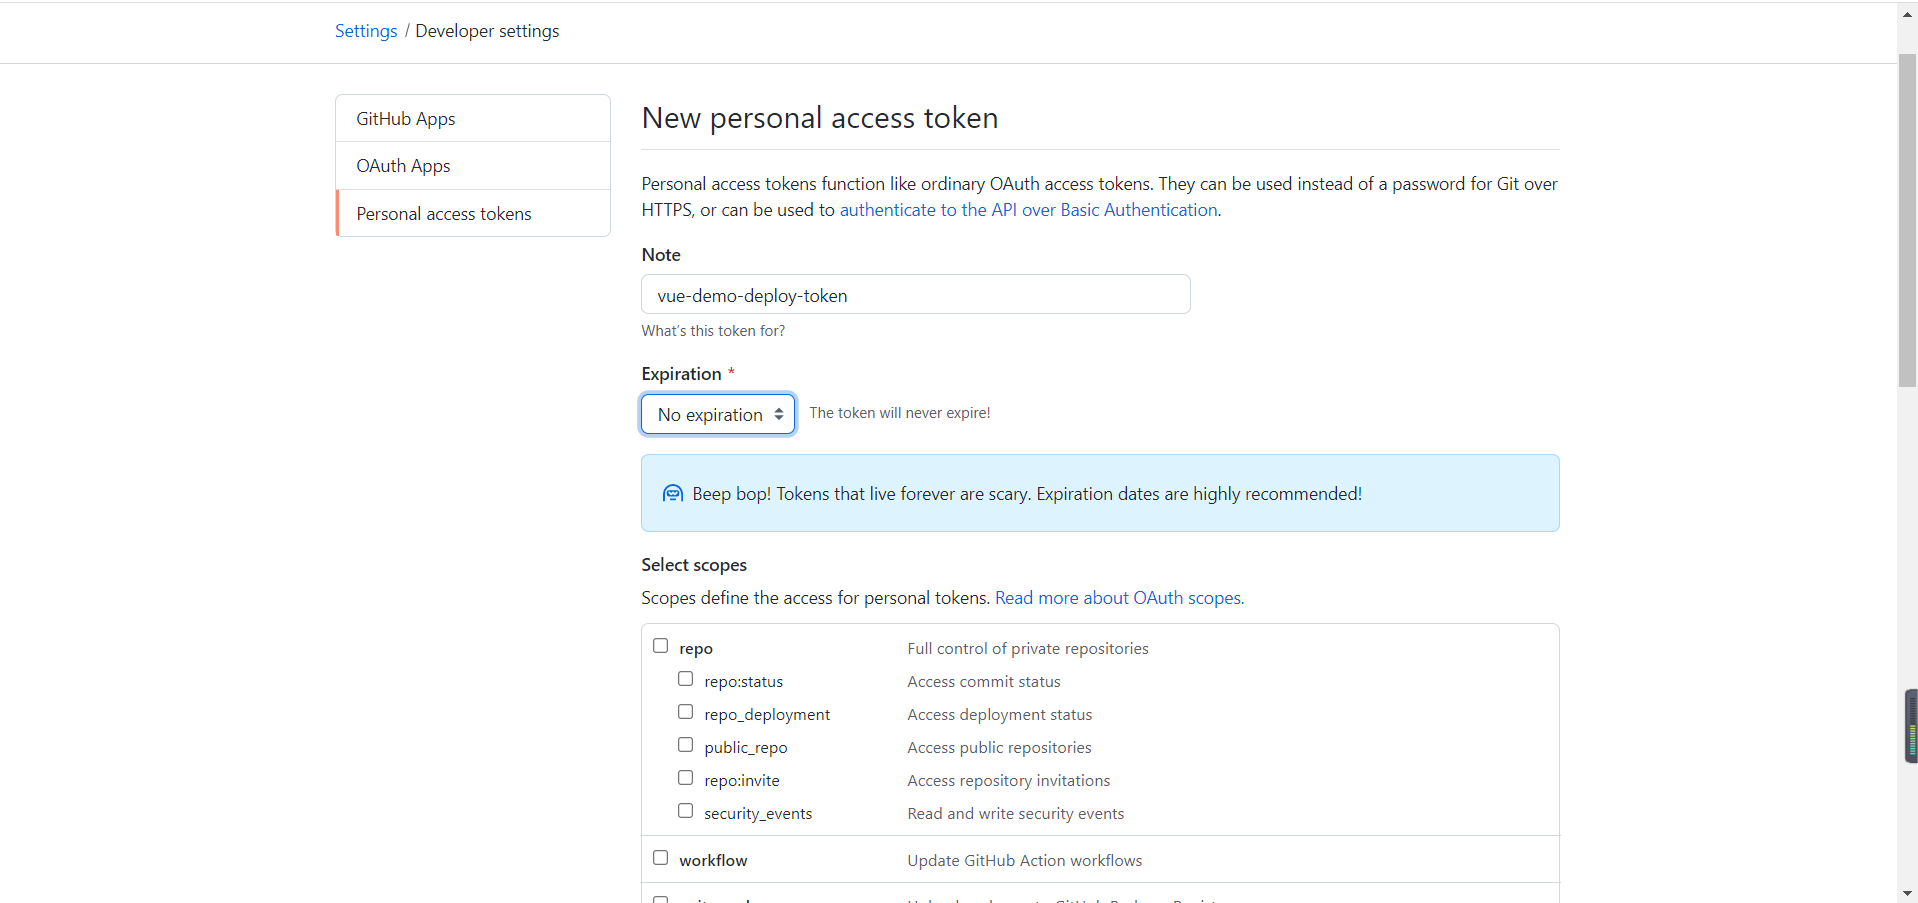 Settings / Developer settings
GitHub Apps
OAuth Apps
Personal access tokens
New personal access token
Personal access tokens function like ordinary OAuth access tokens. They can be used instead of a password for Git over
HTTPS, or can be used to authenticate to the API over Basic Authentication.
Note
vue-demo-deploy-token
What's this token for?
Expiration *
No expiration The token will never expire!
Beep bop! Tokens that live forever are scary. Expiration dates are highly recommended!
Select scopes
Scopes define the access for personal tokens. Read more about OAuth scopes.
repo Full control of private repositories
repo:status Access commit status
repo_deployment Access deployment status
public_repo Access public repositories
repo:invite Access repository invitations
security_events Read and write security events
workflow Update GitHub Action workflows